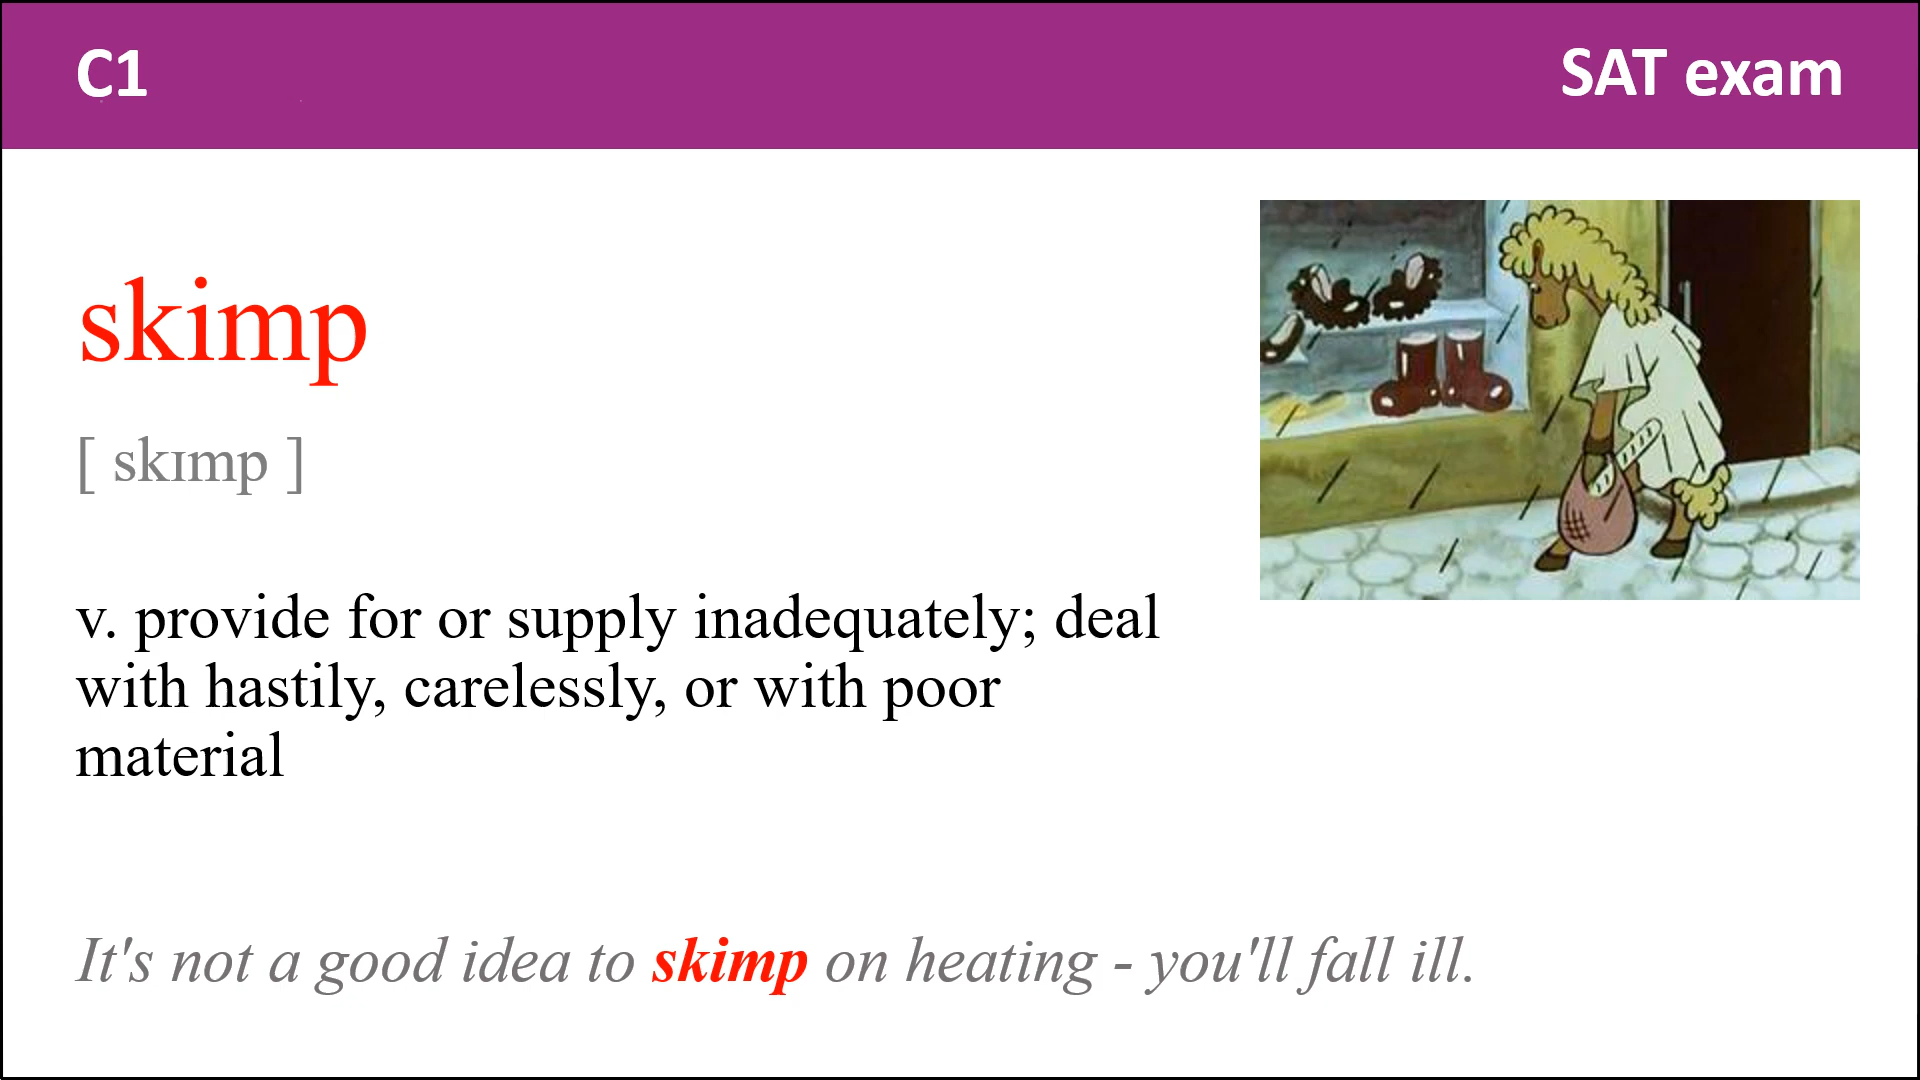 C1
SAT exam
skimp
[ skɪmp ]
v. provide for or supply inadequately; deal
with hastily, carelessly, or with poor
material
It's not a good idea to skimp on heating - you'll fall ill.